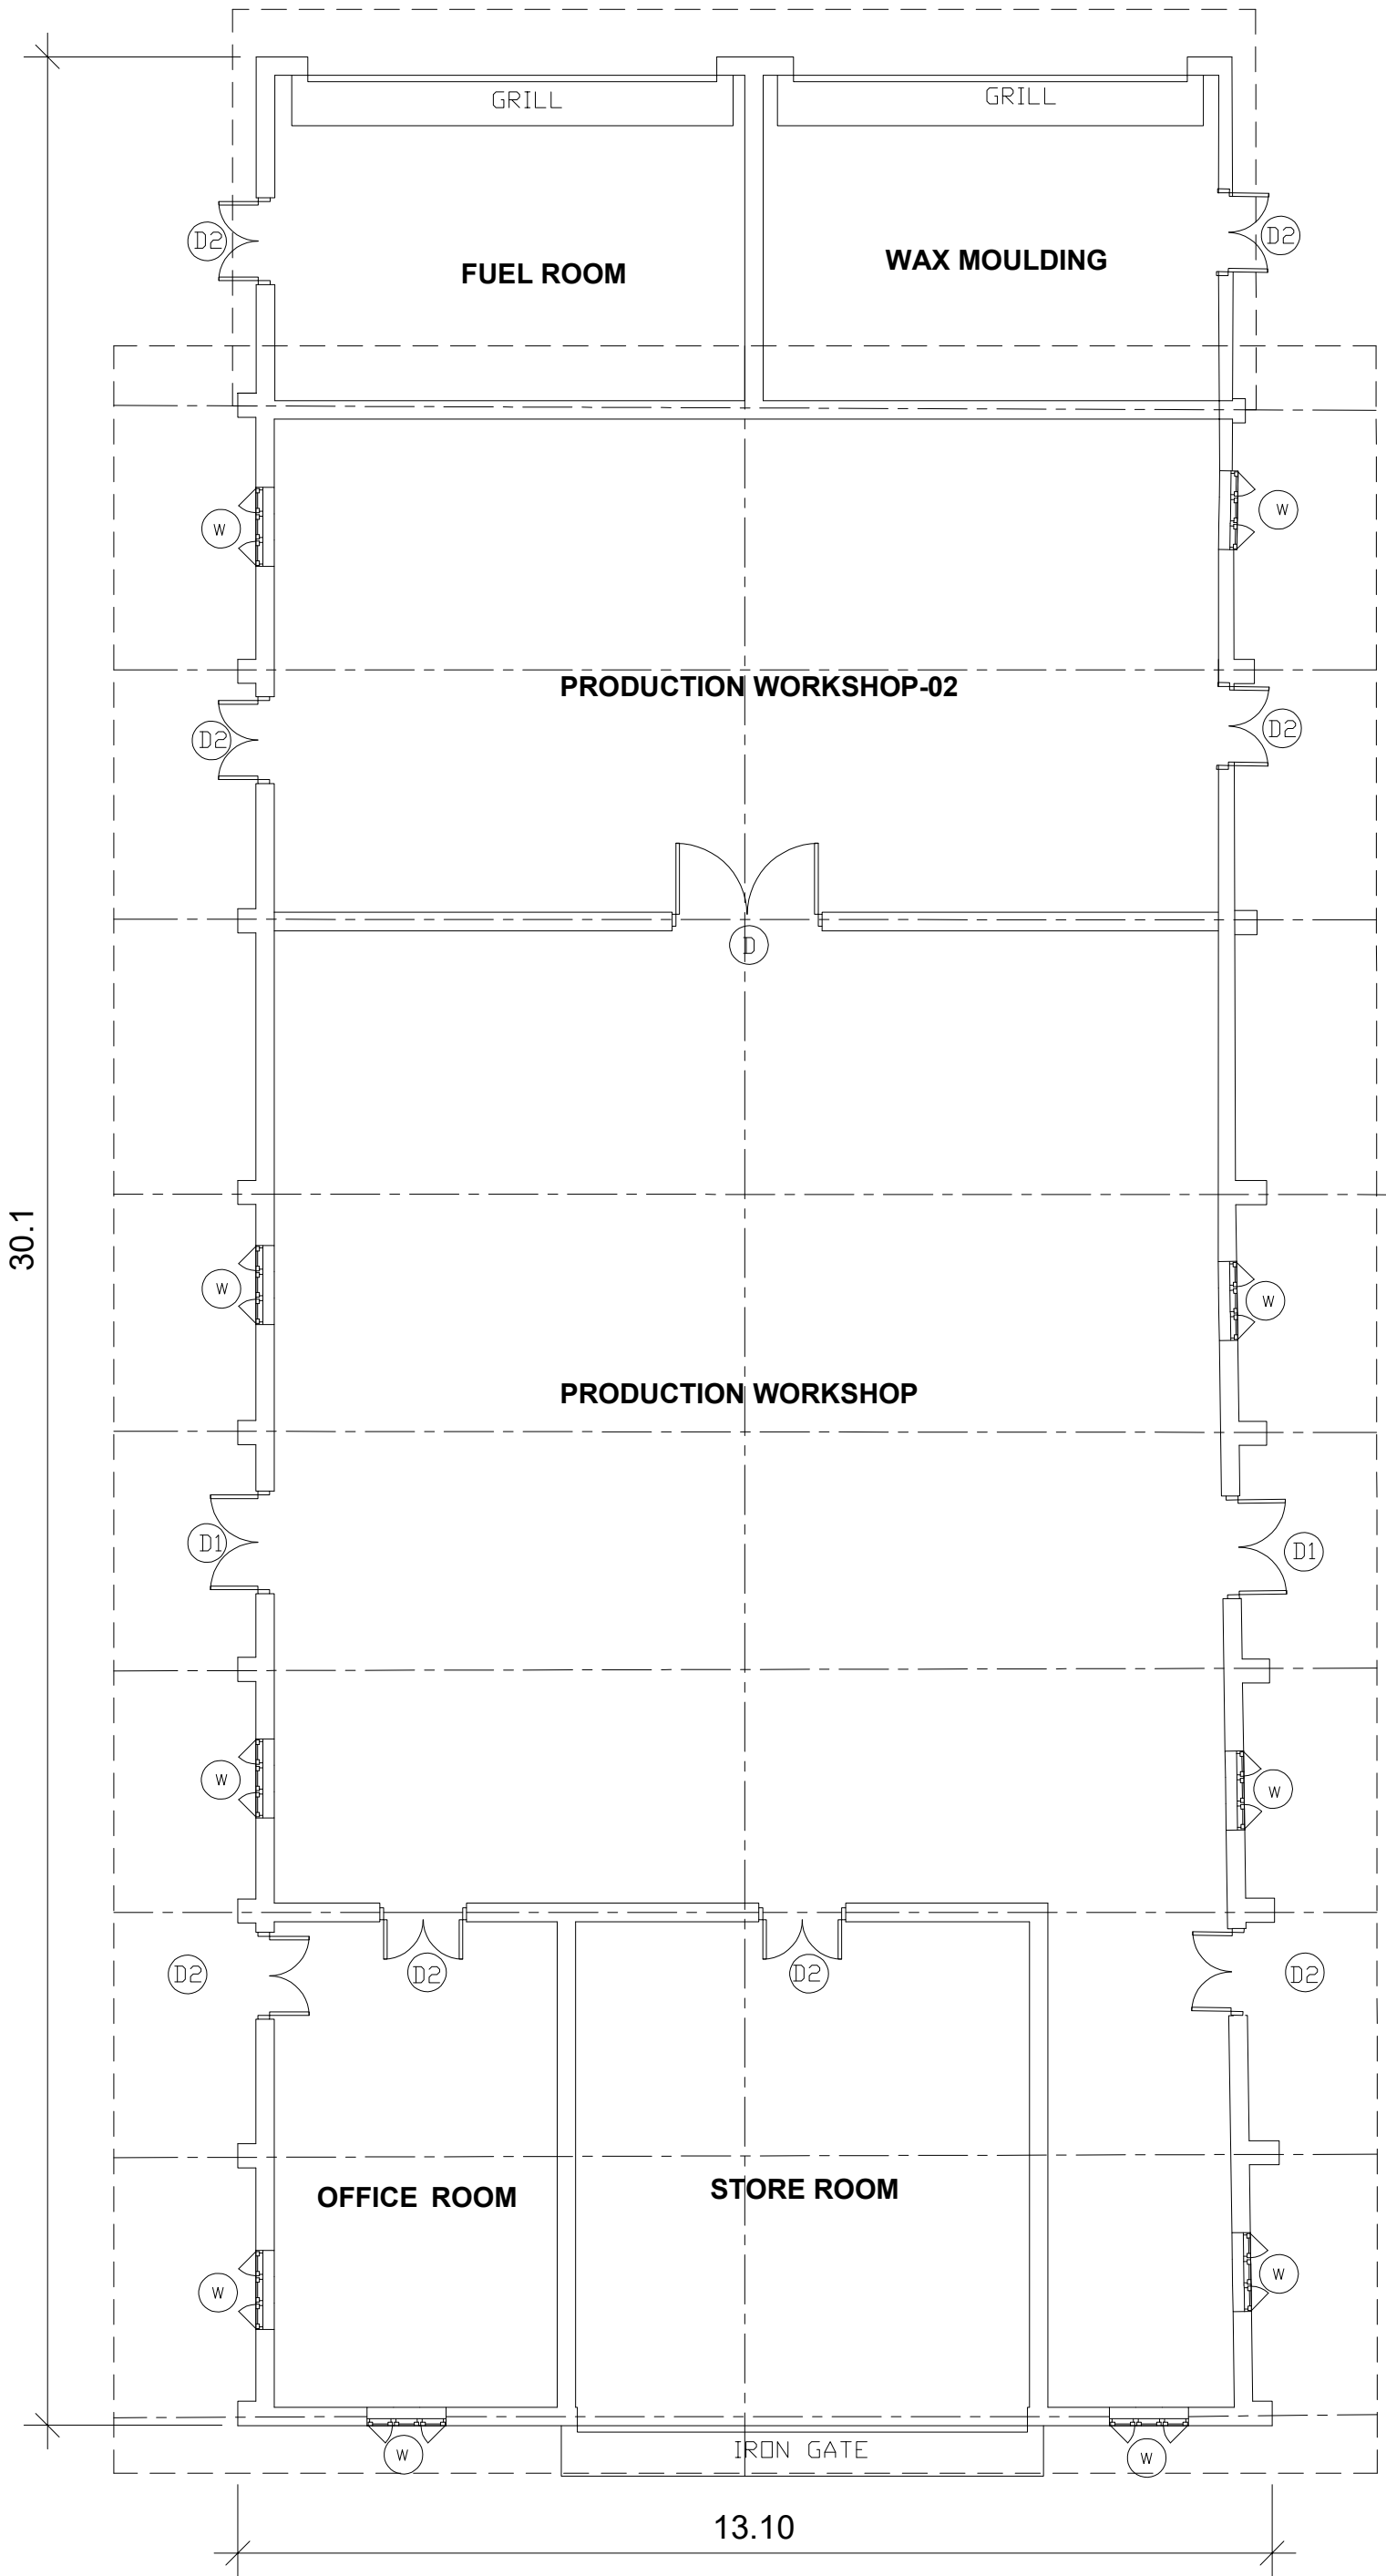 GRILL
GRILL
D2
D2
FUEL ROOM
WAX MOULDING
W
W
PRODUCTION WORKSHOP-02
D2
D2
D
30.1
W
W
PRODUCTION WORKSHOP
D1
D1
W
W
D2
D2
D2
D2
OFFICE ROOM
STORE ROOM
W
W
IRON GATE
W
W
13.10